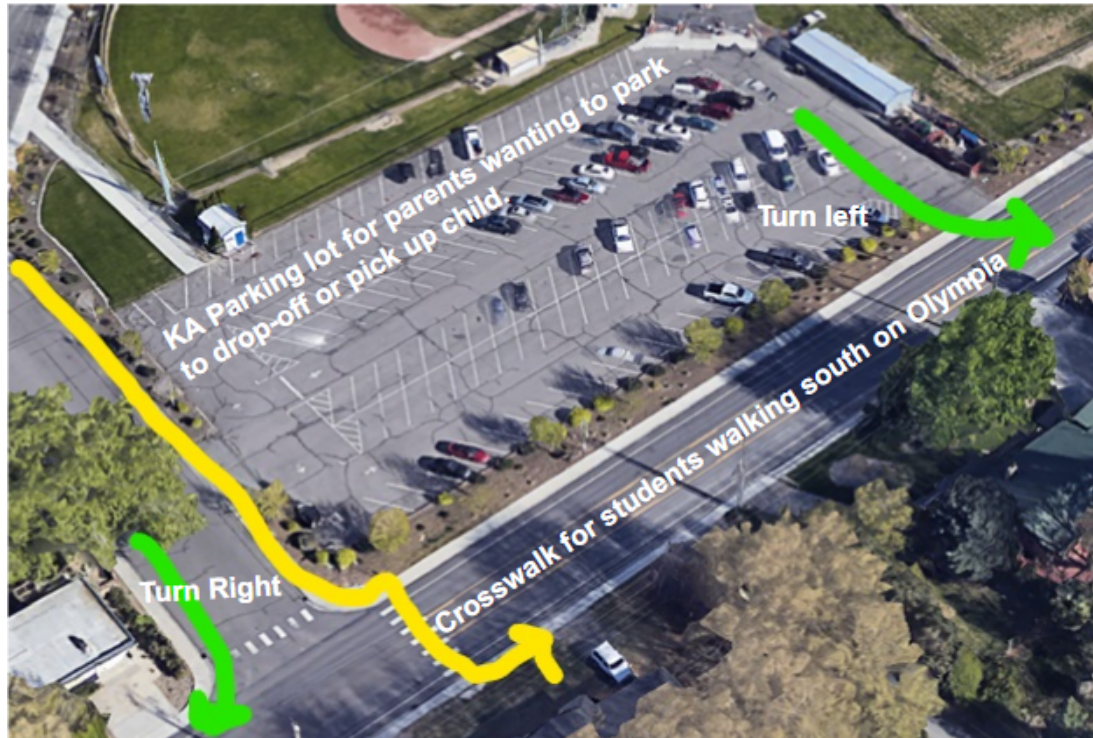 KA Parking lot for parents wanting to park
to drop-off or pick up child.
Turn left
Crosswalk for students walking south on Olympia
Turn Right